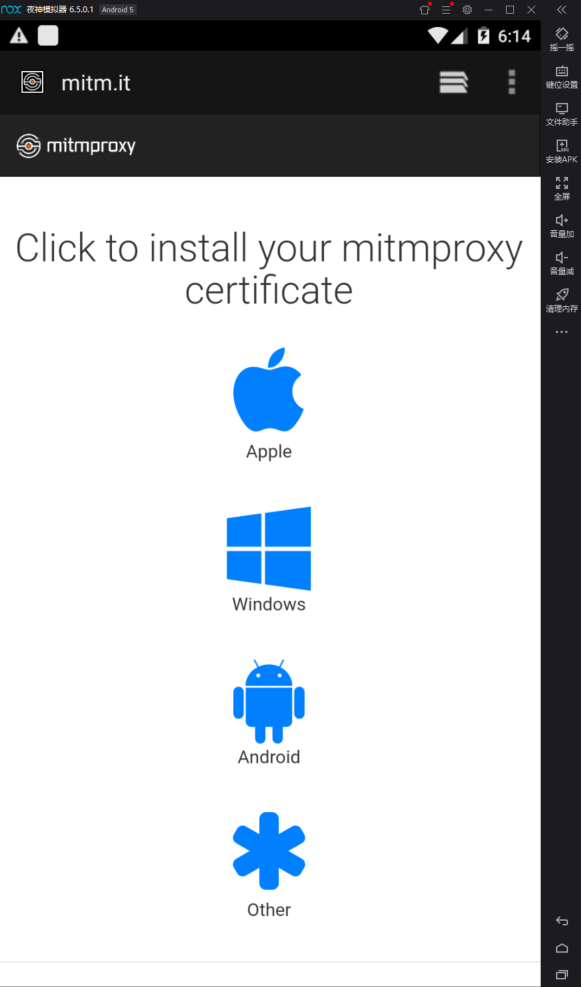 nox 夜神模拟器 6.5.0.1 Android 5
6:14
mitm.it
mitmproxy
Click to install your mitmproxy
certificate
Apple
Windows
Android
Other
摇一摇
键位设置
文件助手
安装APK
全屏
音量加
音量减
清理内存